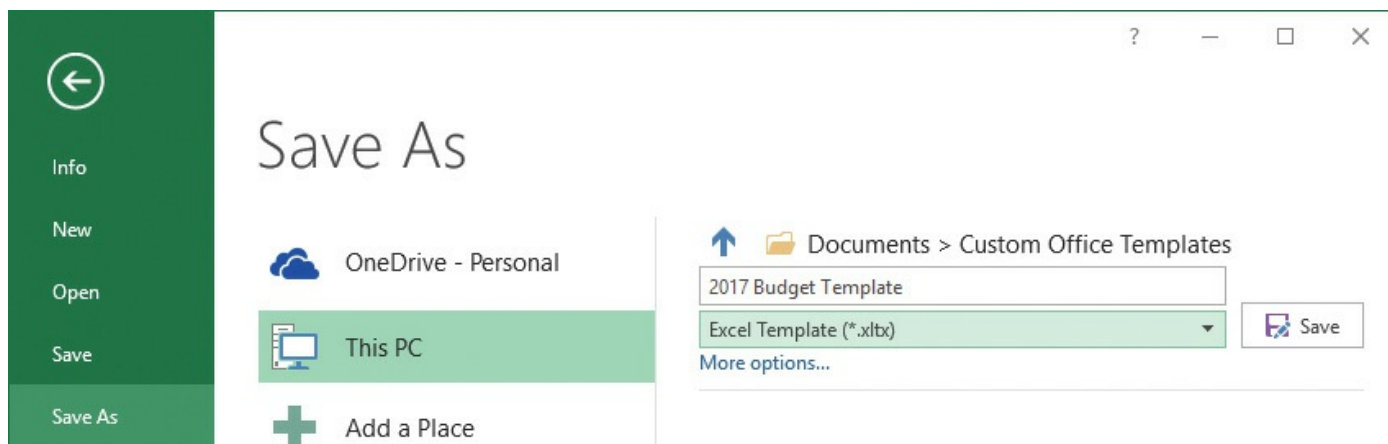 ?
Save As
Info
New
Open
Save
Save As
OneDrive - Personal
This PC
Add a Place
Documents > Custom Office Templates
2017 Budget Template
Excel Template (*.xltx)
Save
More options...